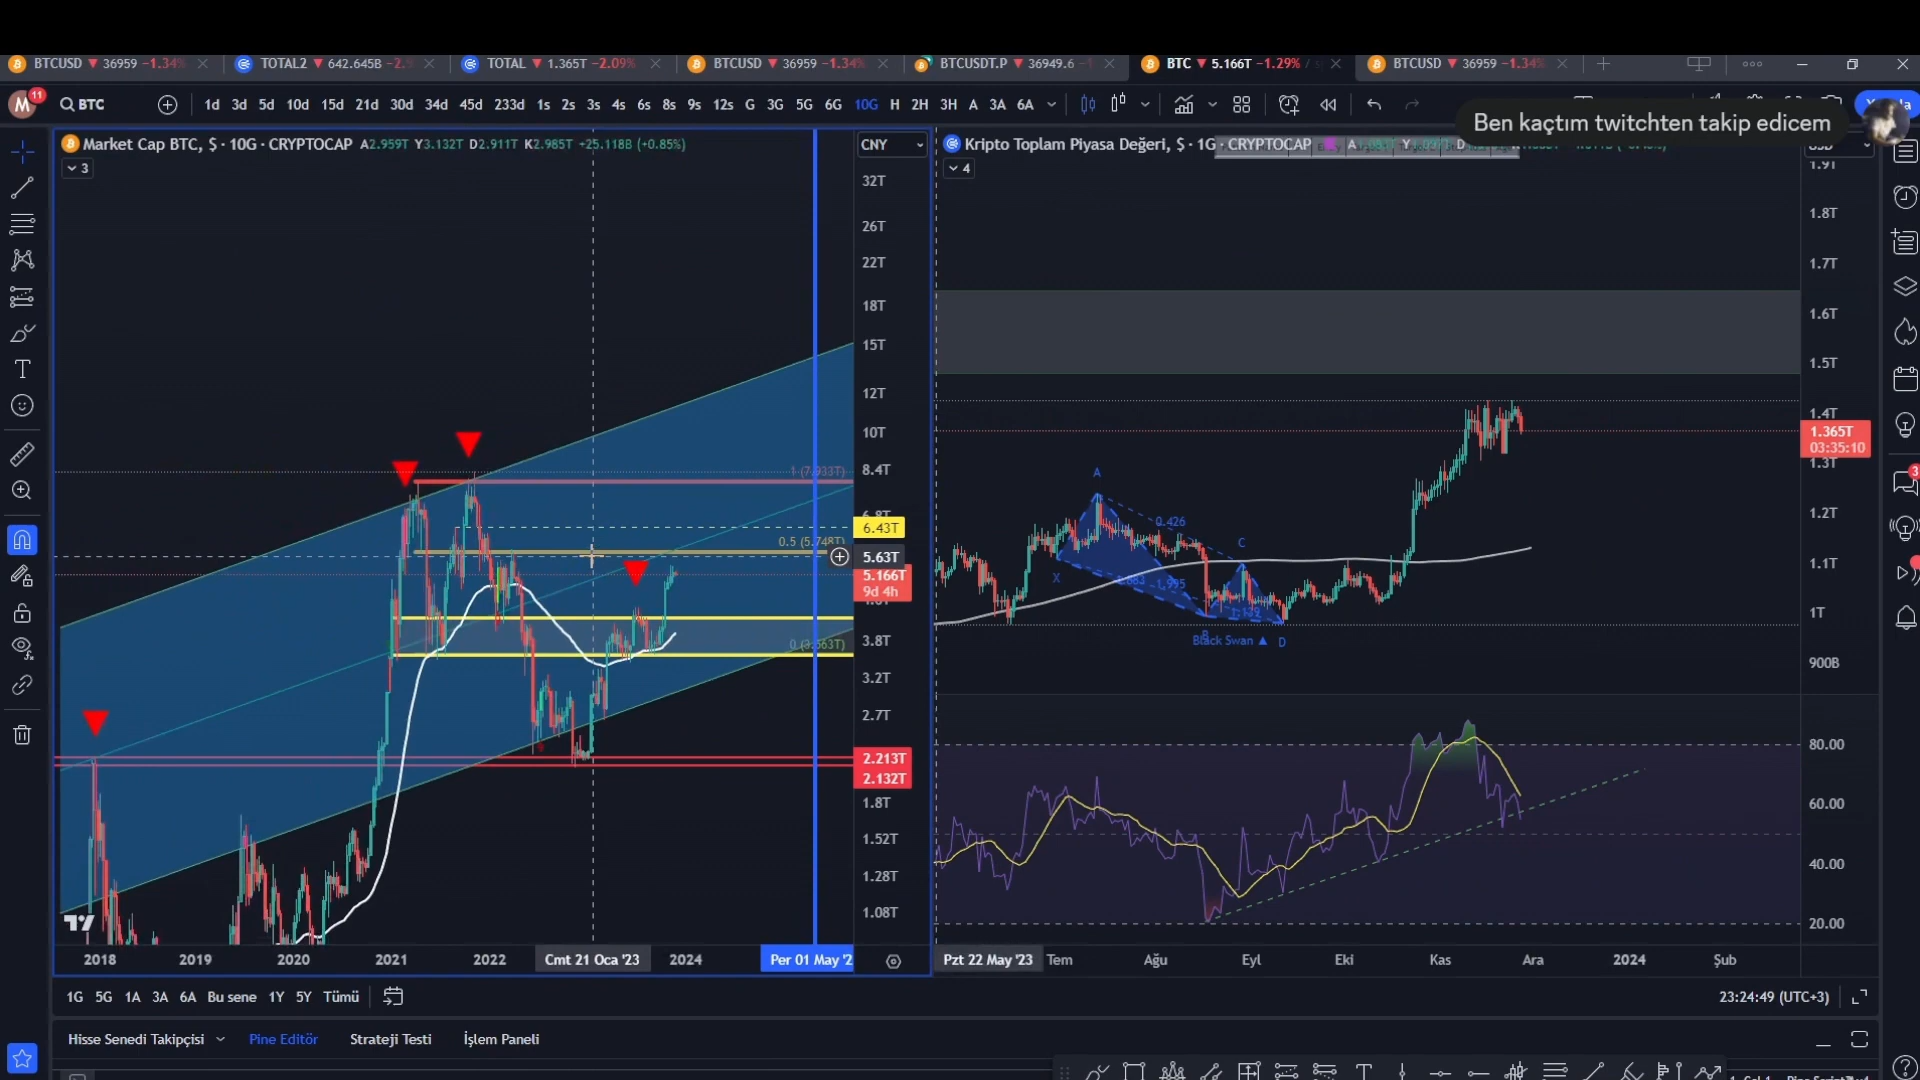 BTCUSD ▼ 36959 −1.34%
TOTAL2 ▼ 642.645B
TOTAL ▼ 1.365T −2.09%
BTCUSD ▼ 36959 −1.34%
BTCUSDT.P ▼ 36949.6
BTC ▼ 5.166T −1.29%
BTCUSD ▼ 36959 −1.34%
M 11
BTC
1d 3d 5d 10d 15d 21d 30d 34d 45d 233d 1s 2s 3s 4s 6s 8s 9s 12s G 3G 5G 6G 10G H 2H 3H A 3A 6A
Ben kaçtım twitchten takip edicem
Market Cap BTC, $ · 10G · CRYPTOCAP A2.959T Y3.132T D2.911T K2.985T +25.118B (+0.85%)
CNY
3
32T
26T
22T
18T
15T
12T
10T
8.4T
1 (7.933T)
6.43T
0.5 (5.748T)
5.63T
5.166T
9d 4h
3.8T
3.2T
2.7T
2.213T
2.132T
1.8T
1.52T
1.28T
1.08T
2018 2019 2020 2021 2022 Cmt 21 Oca '23 2024 Per 01 May '2
Kripto Toplam Piyasa Değeri, $ · 1G · CRYPTOCAP A Y D
4
1.9T
1.8T
1.7T
1.6T
1.5T
1.4T
1.365T
03:35:10
1.3T
1.2T
1.1T
1T
900B
A
0.426
C
X
B
Black Swan ▲ D
80.00
60.00
40.00
20.00
Pzt 22 May '23 Tem Ağu Eyl Eki Kas Ara 2024 Şub
1G 5G 1A 3A 6A Bu sene 1Y 5Y Tümü
23:24:49 (UTC+3)
Hisse Senedi Takipçisi Pine Editör Strateji Testi İşlem Paneli